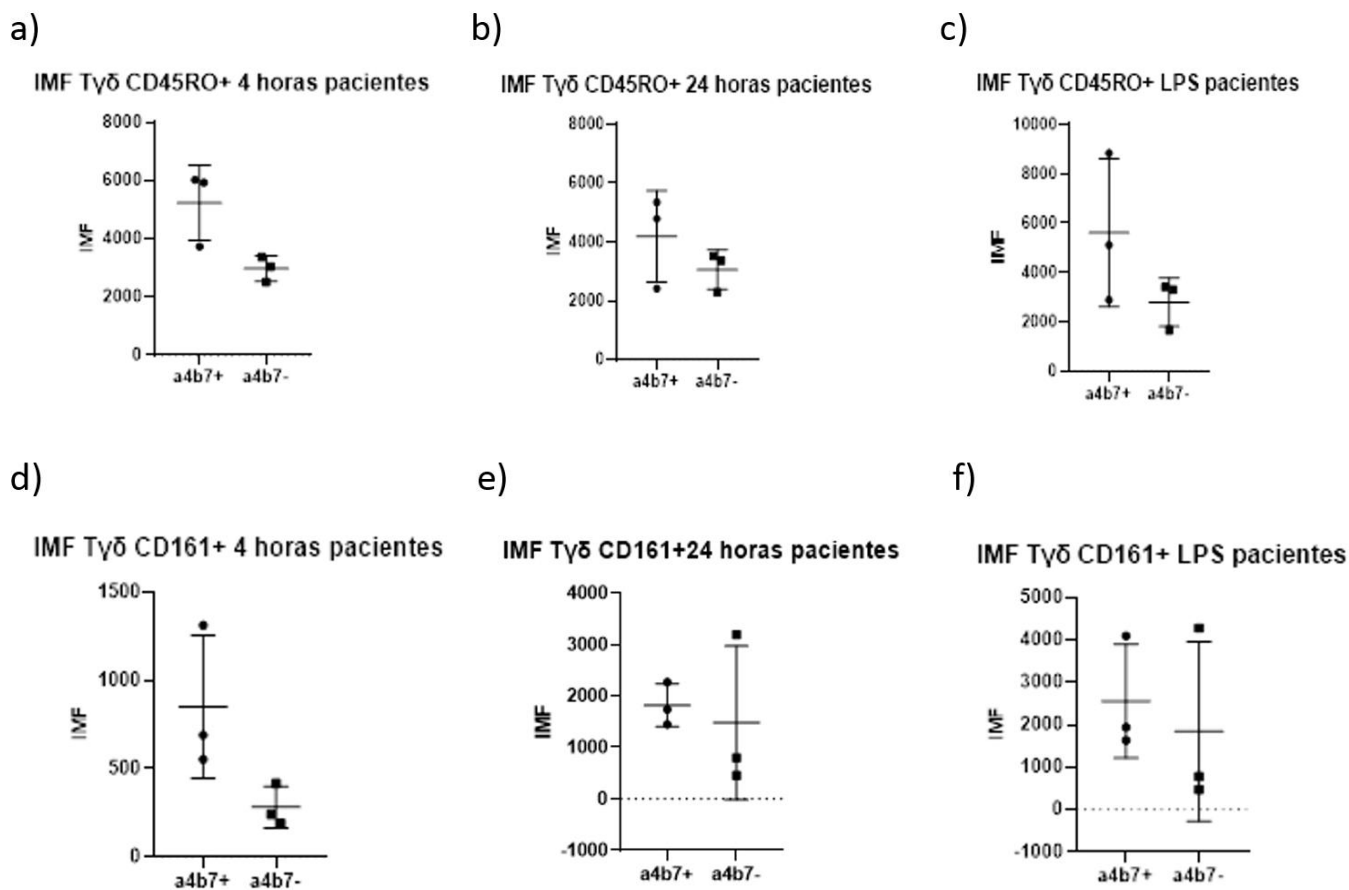 a)
IMF Tγδ CD45RO+ 4 horas pacientes
8000
6000
4000
2000
0
IMF
a4b7+ a4b7-
b)
IMF Tγδ CD45RO+ 24 horas pacientes
8000
6000
4000
2000
0
IMF
a4b7+ a4b7-
c)
IMF Tγδ CD45RO+ LPS pacientes
10000
8000
6000
4000
2000
0
IMF
a4b7+ a4b7-
d)
IMF Tγδ CD161+ 4 horas pacientes
1500
1000
500
0
IMF
a4b7+ a4b7-
e)
IMF Tγδ CD161+24 horas pacientes
4000
3000
2000
1000
0
-1000
IMF
a4b7+ a4b7-
f)
IMF Tγδ CD161+ LPS pacientes
5000
4000
3000
2000
1000
0
-1000
IMF
a4b7+ a4b7-